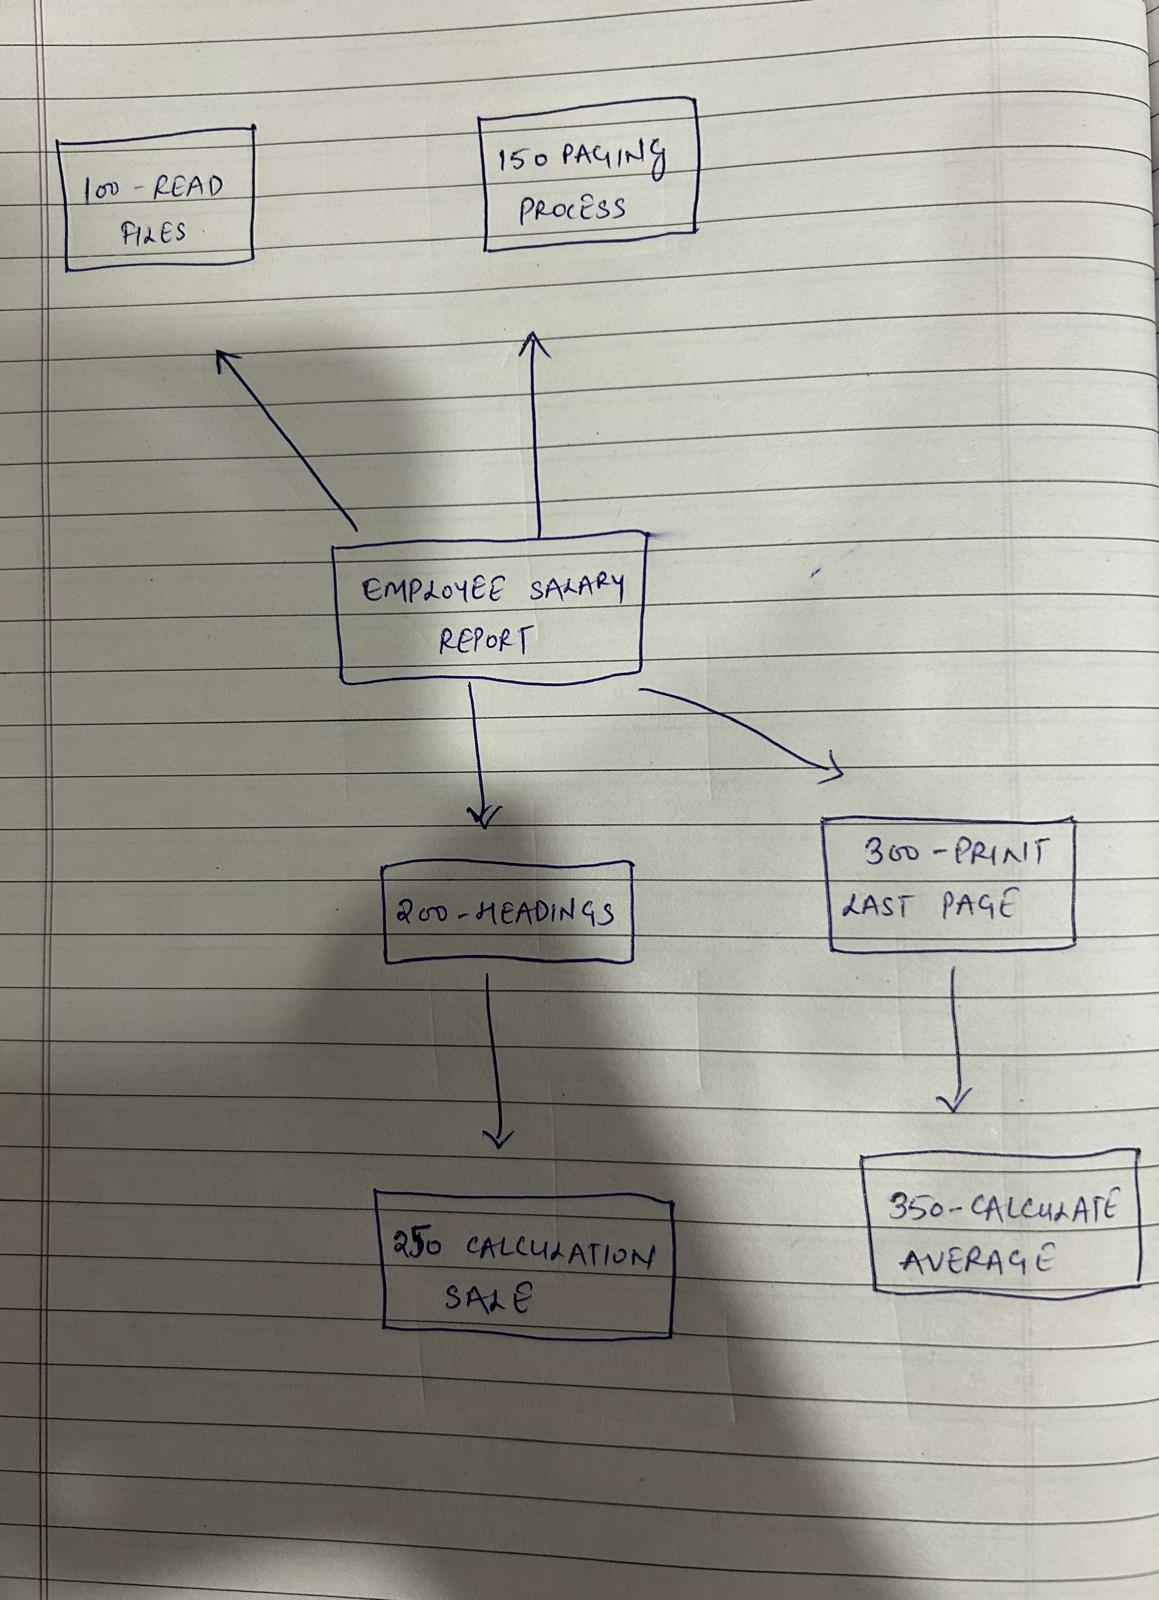 100 - READ
FILES
150 PAGING
PROCESS
EMPLOYEE SALARY
REPORT
200 - HEADINGS
300 - PRINT
LAST PAGE
250 CALCULATION
SALE
350 - CALCULATE
AVERAGE